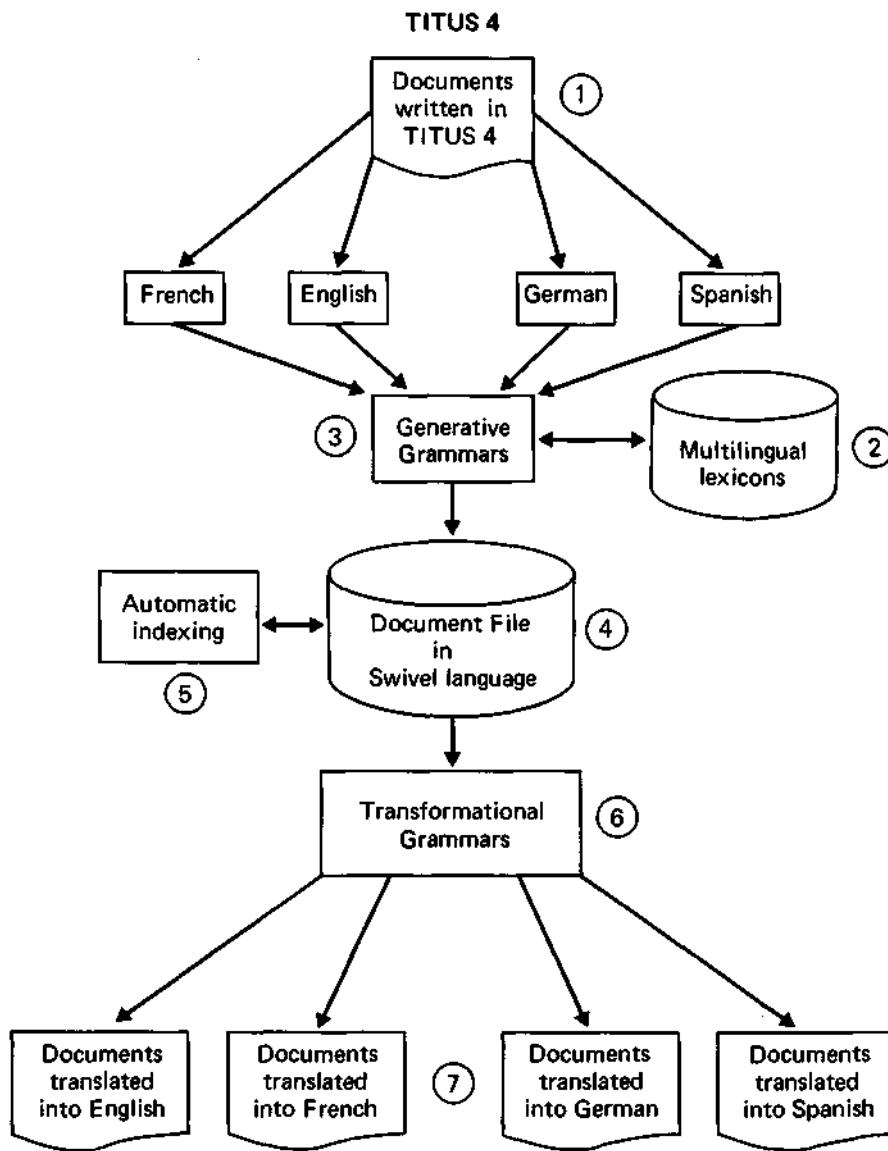 TITUS 4
Documents
written in
TITUS 4
1
French
English
German
Spanish
3
Generative
Grammars
Multilingual
lexicons
2
Automatic
indexing
5
Document File
in
Swivel language
4
Transformational
Grammars
6
Documents
translated
into English
Documents
translated
into French
7
Documents
translated
into German
Documents
translated
into Spanish